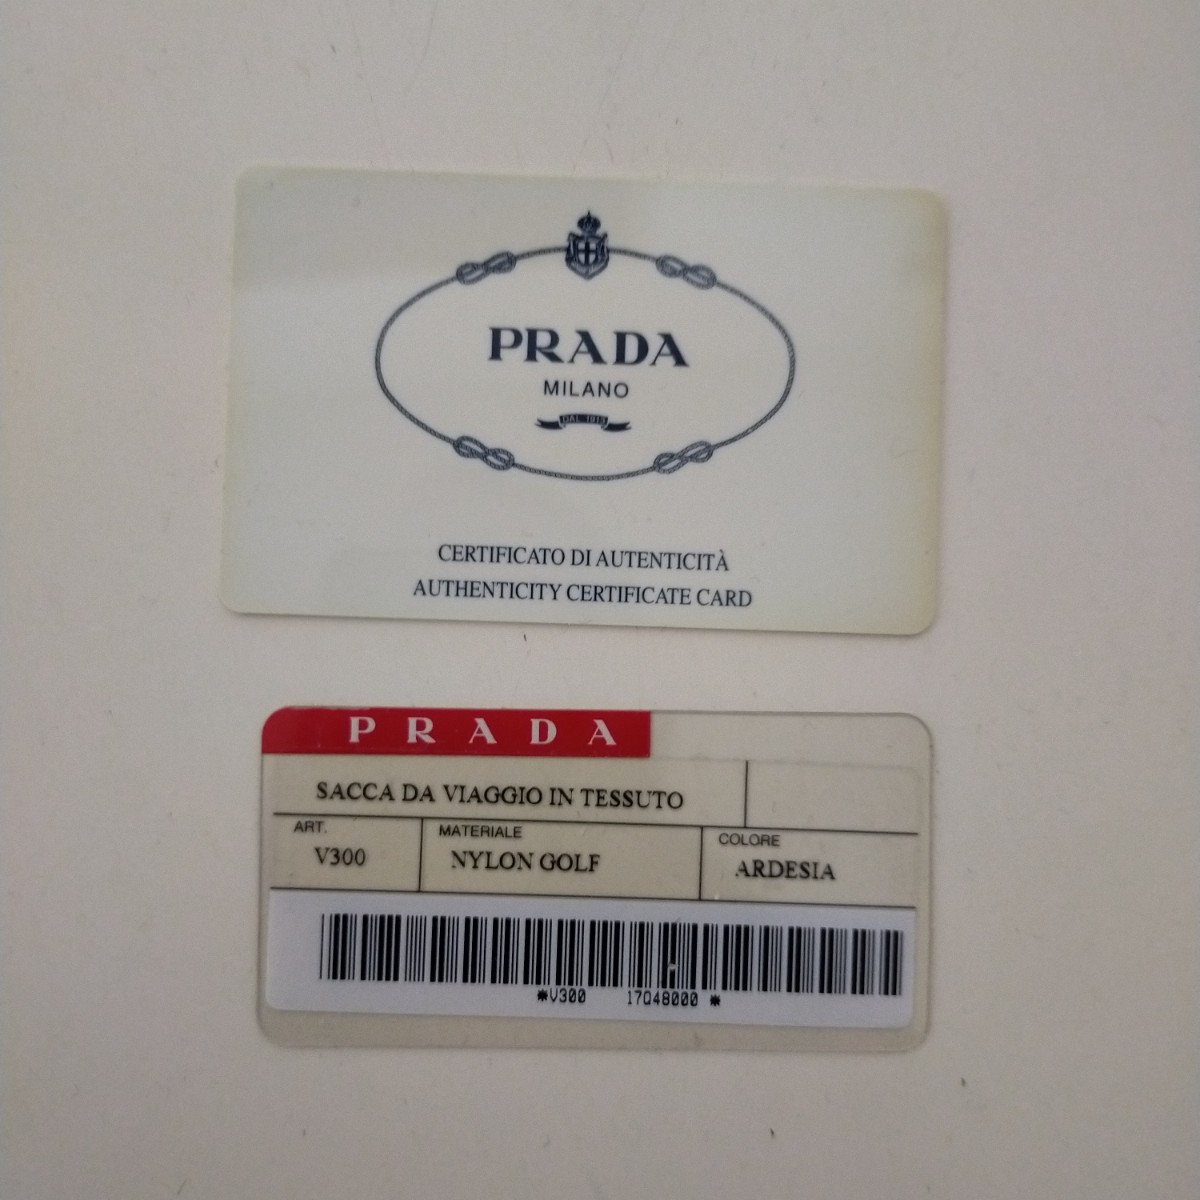 PRADA
MILANO
DAL 1913
CERTIFICATO DI AUTENTICITÀ
AUTHENTICITY CERTIFICATE CARD
PRADA
SACCA DA VIAGGIO IN TESSUTO
ART. MATERIALE COLORE
V300 NYLON GOLF ARDESIA
*V300 17Q48000 *